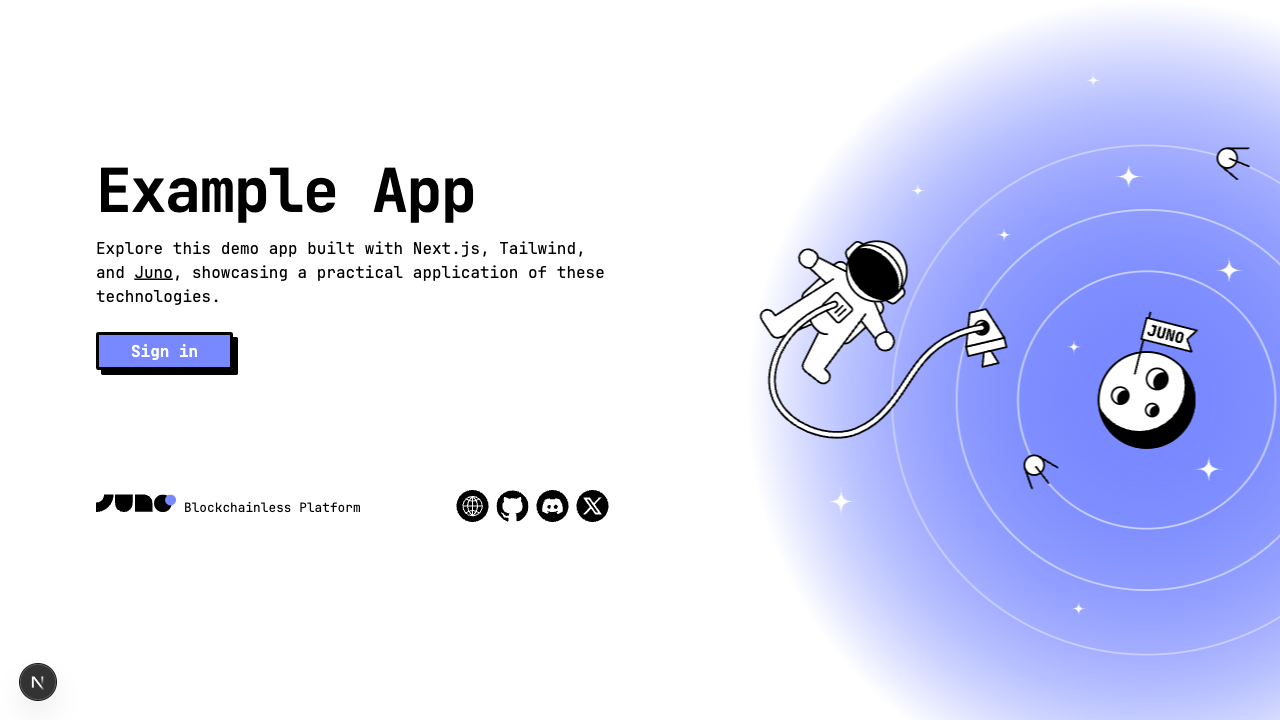 Example App
Explore this demo app built with Next.js, Tailwind,
and Juno, showcasing a practical application of these
technologies.
Sign in
JUNO
JUNO Blockchainless Platform
N